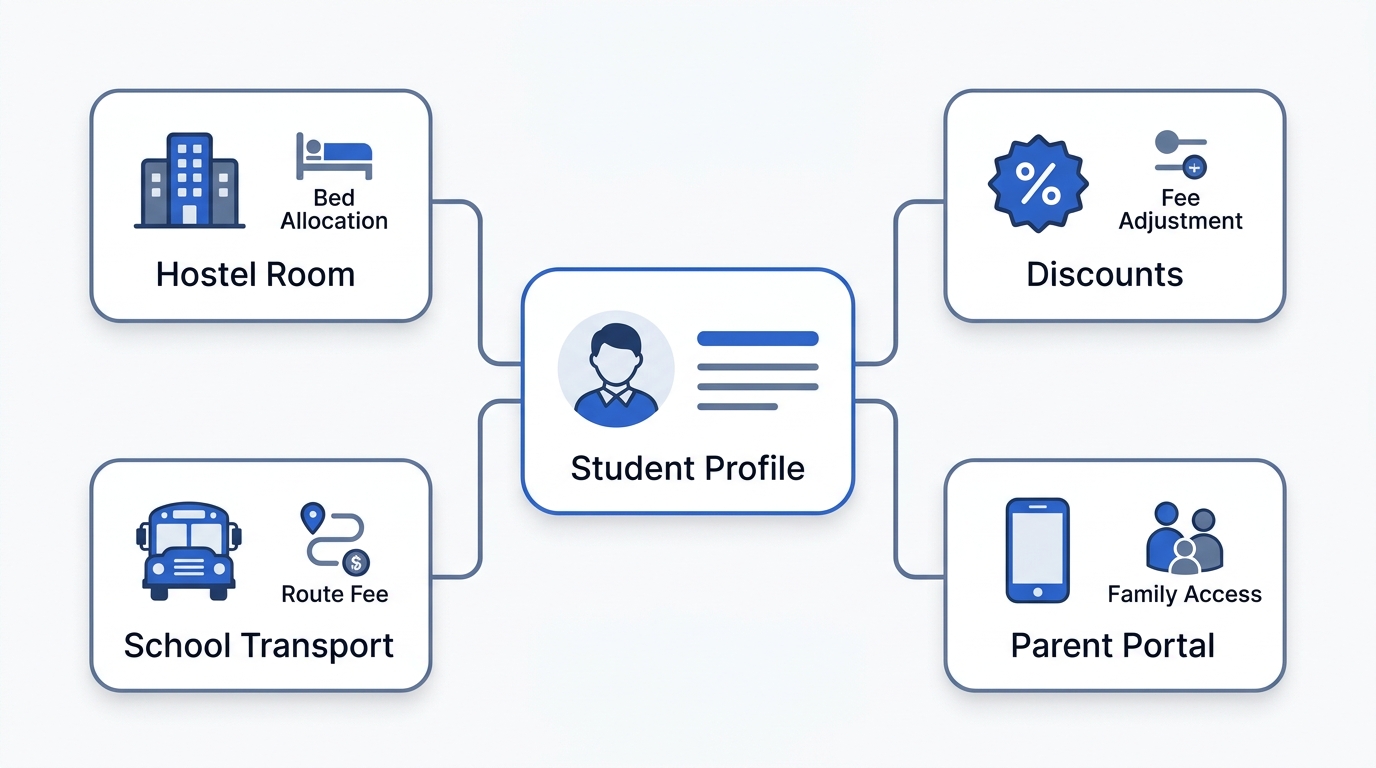 Bed
Allocation
Hostel Room
%
Fee
Adjustment
Discounts
Student Profile
$
Route Fee
School Transport
Family Access
Parent Portal